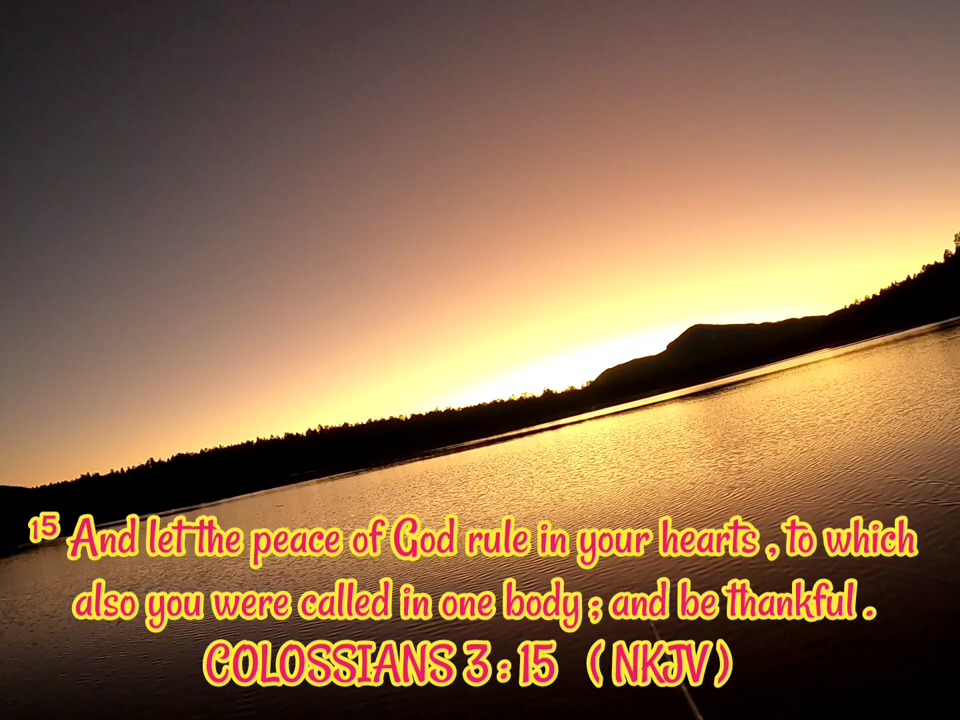 ¹⁵ And let the peace of God rule in your hearts , to which
also you were called in one body ; and be thankful .
COLOSSIANS 3 : 15 ( NKJV )